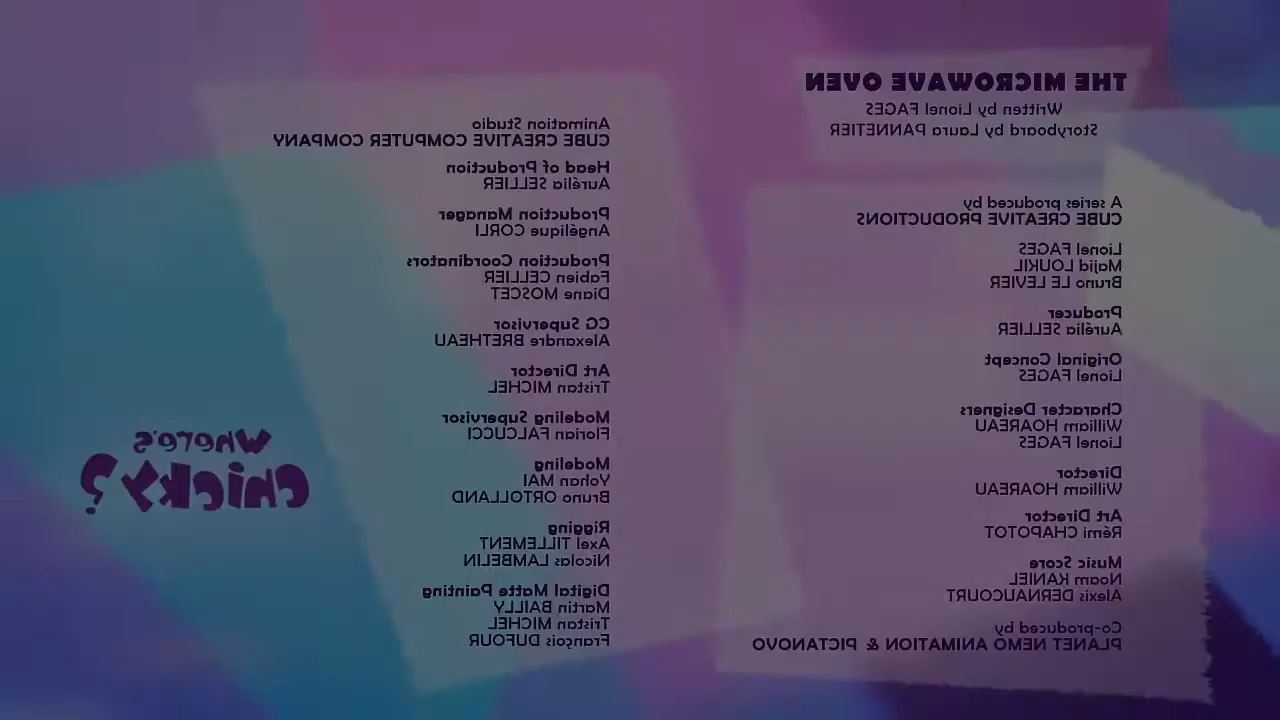 THE MICROWAVE OVEN
Written by Lionel FAGES
Storyboard by Laura PANNETIER
A series produced by
CUBE CREATIVE PRODUCTIONS
Lionel FAGES
Majid LOUKIL
Bruno LE LEVIER
Producer
Aurélia SELLIER
Original Concept
Lionel FAGES
Character Designers
William HOAREAU
Lionel FAGES
Director
William HOAREAU
Art Director
Rémi CHAPOTOT
Music Score
Noam KANIEL
Alexis DERNAUCOURT
Co-produced by
PLANET NEMO ANIMATION & PICTANOVO
Animation Studio
CUBE CREATIVE COMPUTER COMPANY
Head of Production
Aurélia SELLIER
Production Manager
Angélique CORLI
Production Coordinators
Fabien CELLIER
Diane MOSCET
CG Supervisor
Alexandre BRETHEAU
Art Director
Tristan MICHEL
Modeling Supervisor
Florian FALCUCCI
Modeling
Yohan MAI
Bruno ORTOLLAND
Rigging
Axel TILLEMENT
Nicolas LAMBELIN
Digital Matte Painting
Martin BAILLY
Tristan MICHEL
François DUFOUR
WHERE'S
CHICKY?